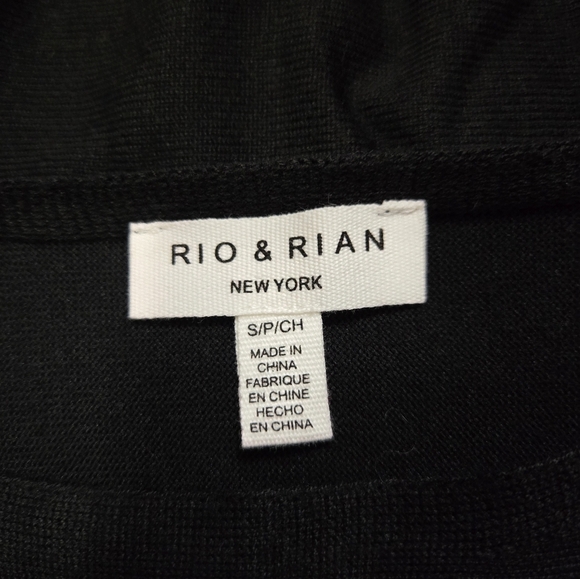 RIO & RIAN
NEW YORK
S/P/CH
MADE IN
CHINA
FABRIQUE
EN CHINE
HECHO
EN CHINA